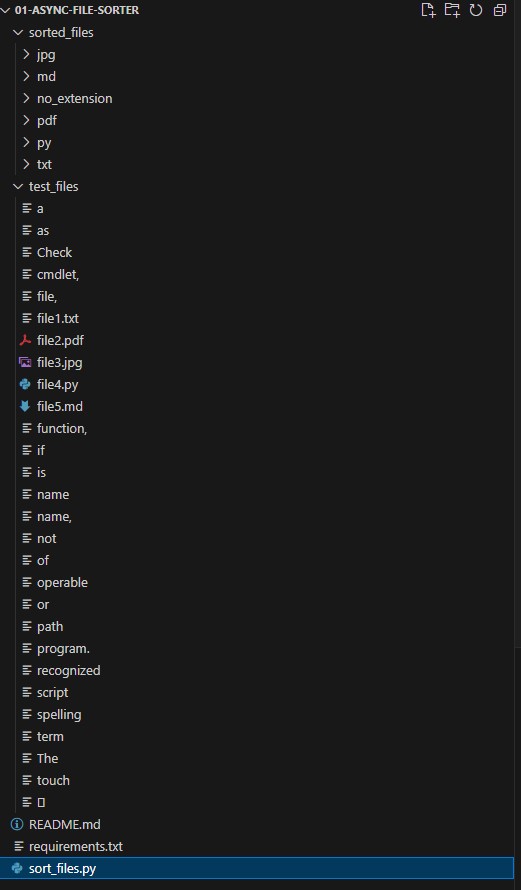 01-ASYNC-FILE-SORTER
sorted_files
jpg
md
no_extension
pdf
py
txt
test_files
a
as
Check
cmdlet,
file,
file1.txt
file2.pdf
file3.jpg
file4.py
file5.md
function,
if
is
name
name,
not
of
operable
or
path
program.
recognized
script
spelling
term
The
touch
[]
README.md
requirements.txt
sort_files.py